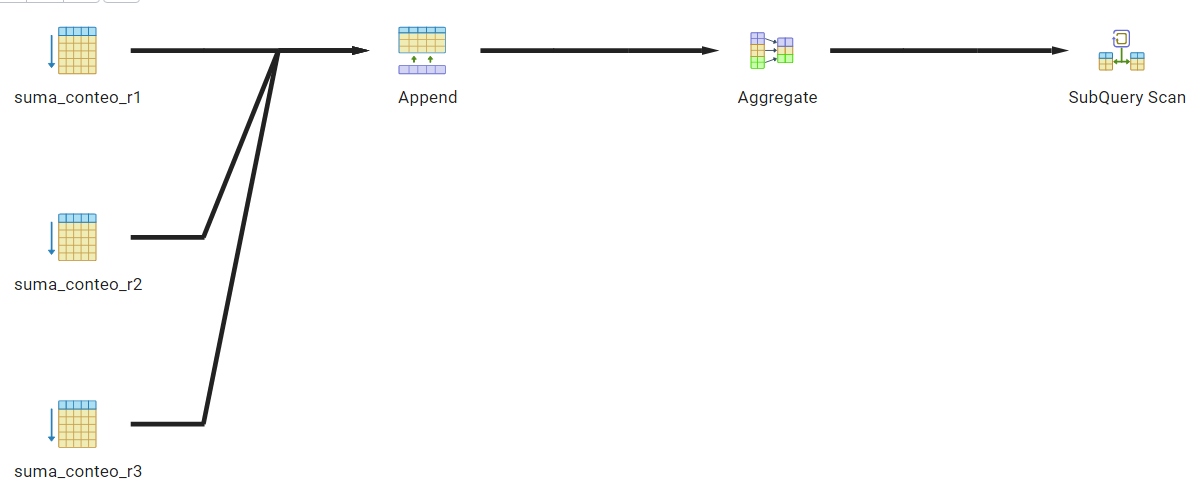 suma_conteo_r1
Append
Aggregate
SubQuery Scan
suma_conteo_r2
suma_conteo_r3